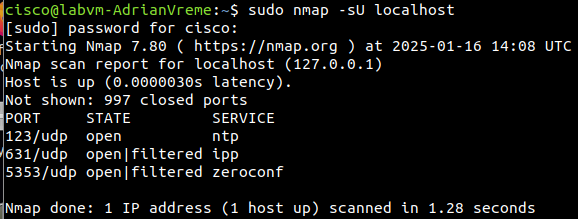 cisco@labvm-AdrianVreme:~$ sudo nmap -sU localhost
[sudo] password for cisco:
Starting Nmap 7.80 ( https://nmap.org ) at 2025-01-16 14:08 UTC
Nmap scan report for localhost (127.0.0.1)
Host is up (0.0000030s latency).
Not shown: 997 closed ports
PORT     STATE         SERVICE
123/udp  open          ntp
631/udp  open|filtered ipp
5353/udp open|filtered zeroconf
Nmap done: 1 IP address (1 host up) scanned in 1.28 seconds